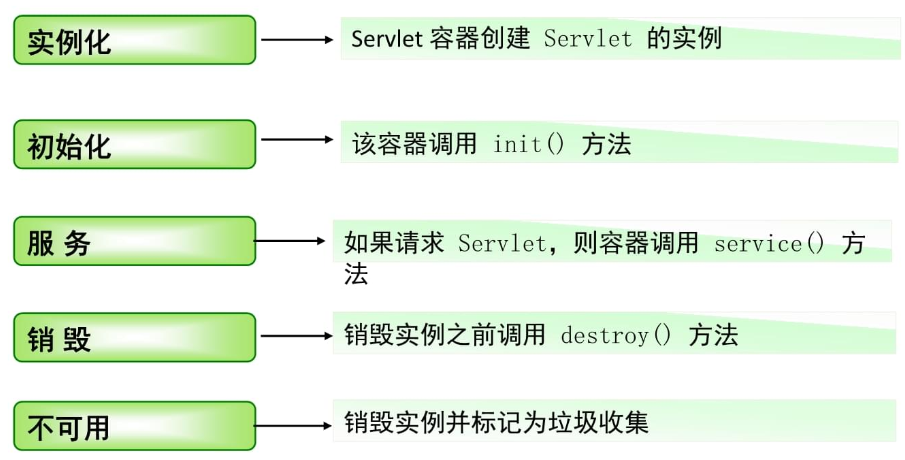 实例化
Servlet 容器创建 Servlet 的实例
初始化
该容器调用 init() 方法
服 务
如果请求 Servlet，则容器调用 service() 方
法
销 毁
销毁实例之前调用 destroy() 方法
不可用
销毁实例并标记为垃圾收集